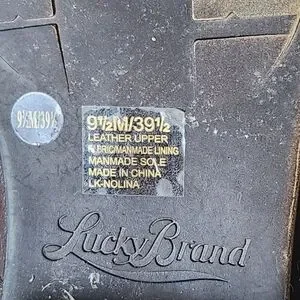 9½M/39½
9½M/39½
LEATHER UPPER
FABRIC/MANMADE LINING
MANMADE SOLE
MADE IN CHINA
LK-NOLINA
Lucky Brand